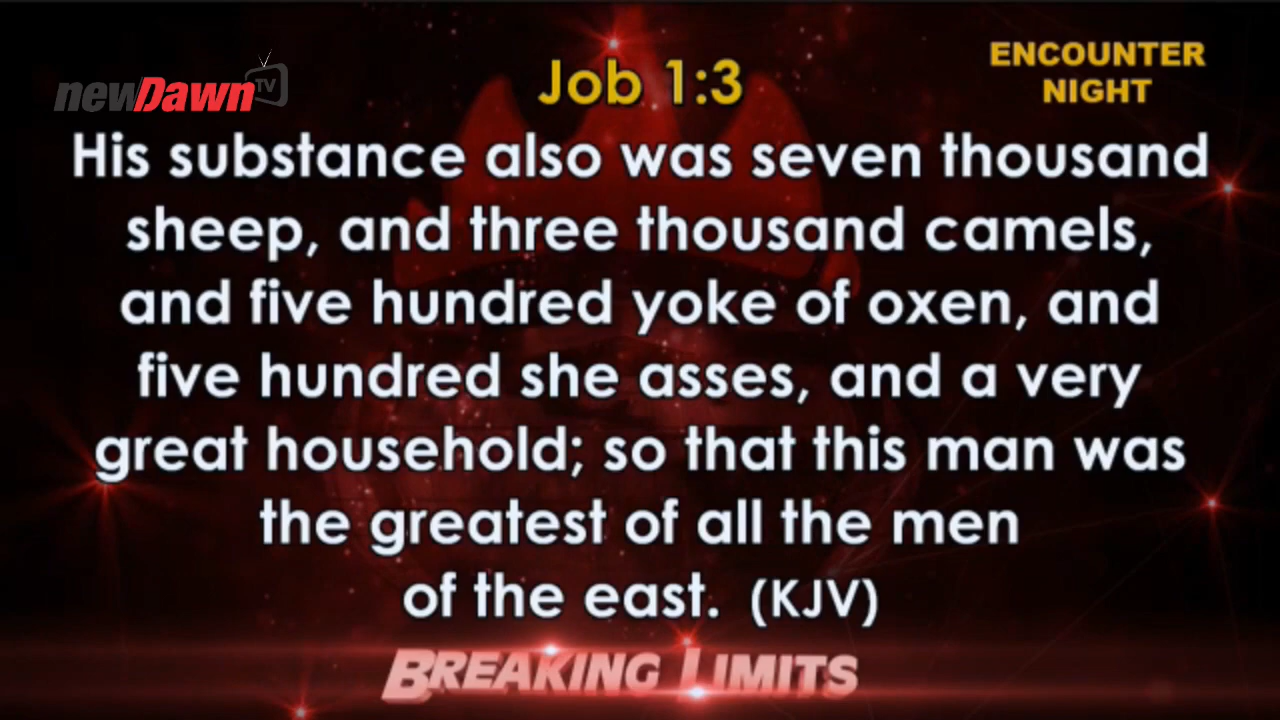 newDawn TV
ENCOUNTER
NIGHT
Job 1:3
His substance also was seven thousand
sheep, and three thousand camels,
and five hundred yoke of oxen, and
five hundred she asses, and a very
great household; so that this man was
the greatest of all the men
of the east. (KJV)
BREAKING LIMITS